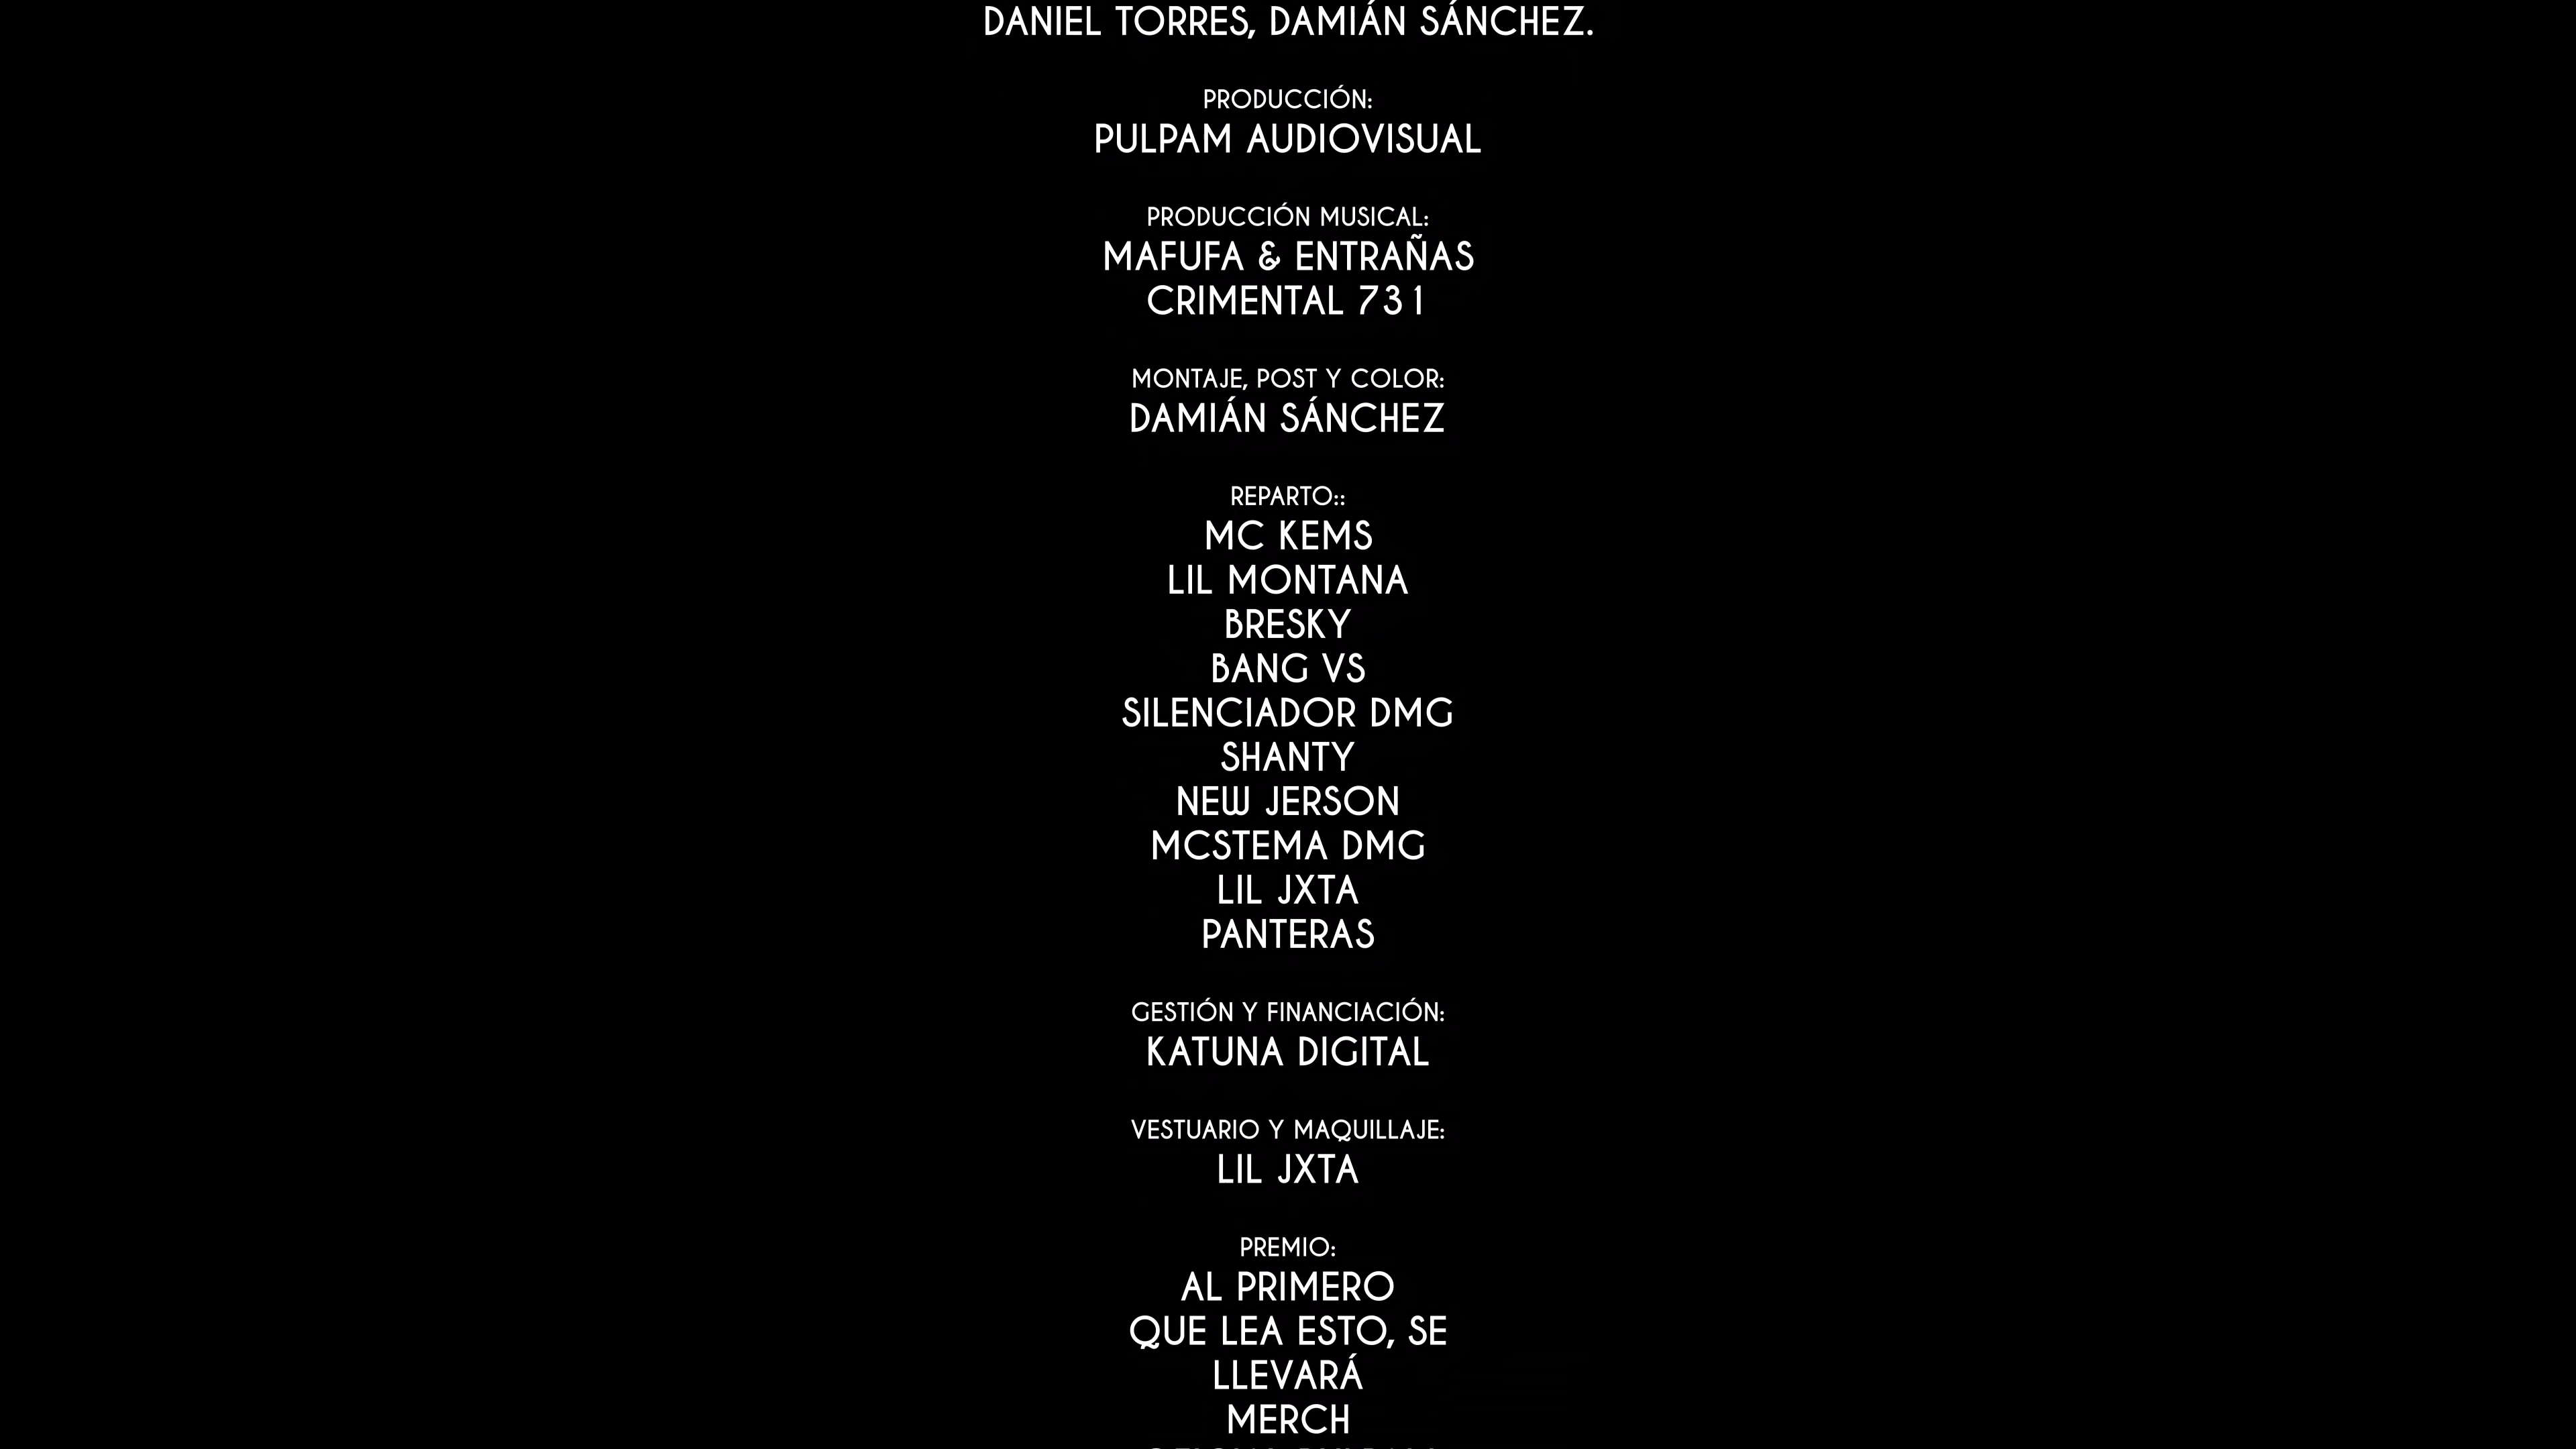 DANIEL TORRES, DAMIÁN SÁNCHEZ.
PRODUCCIÓN:
PULPAM AUDIOVISUAL
PRODUCCIÓN MUSICAL:
MAFUFA & ENTRAÑAS
CRIMENTAL 731
MONTAJE, POST Y COLOR:
DAMIÁN SÁNCHEZ
REPARTO::
MC KEMS
LIL MONTANA
BRESKY
BANG VS
SILENCIADOR DMG
SHANTY
NEW JERSON
MCSTEMA DMG
LIL JXTA
PANTERAS
GESTIÓN Y FINANCIACIÓN:
KATUNA DIGITAL
VESTUARIO Y MAQUILLAJE:
LIL JXTA
PREMIO:
AL PRIMERO
QUE LEA ESTO, SE
LLEVARÁ
MERCH